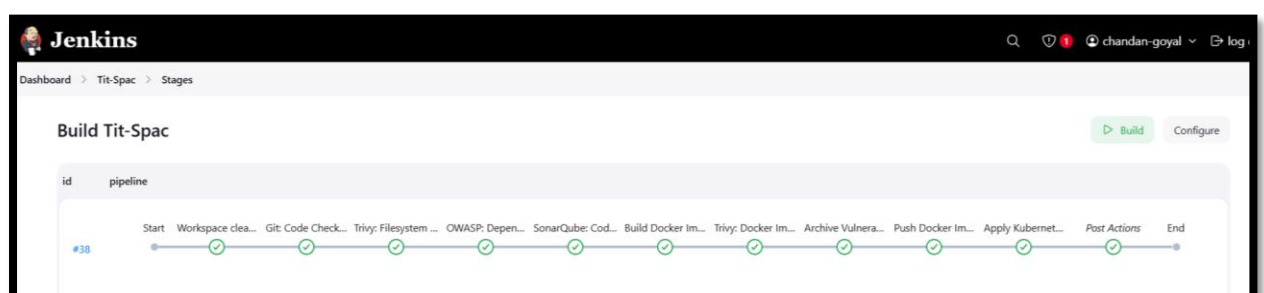 Jenkins
1 chandan-goyal log
Dashboard > Tit-Spac > Stages
Build Tit-Spac
Build Configure
id pipeline
Start Workspace clea... Git: Code Check... Trivy: Filesystem ... OWASP: Depen... SonarQube: Cod... Build Docker Im... Trivy: Docker Im... Archive Vulnera... Push Docker Im... Apply Kubernet... Post Actions End
#38